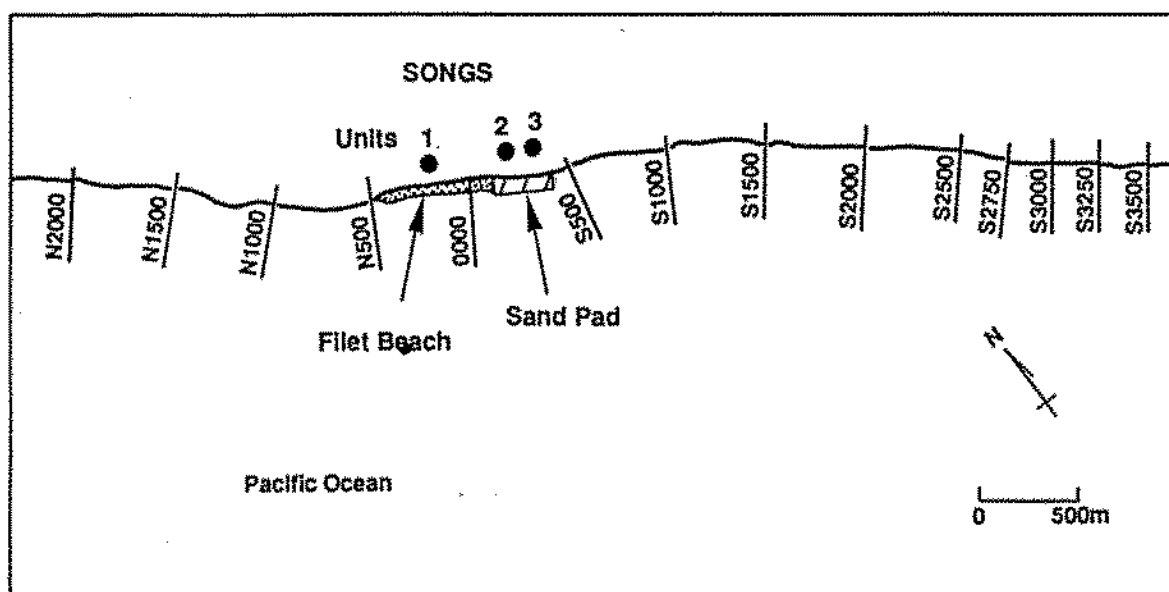 SONGS
Units 1 2 3
N2000
N1500
N1000
N500
0000
S500
S1000
S1500
S2000
S2500
S2750
S3000
S3250
S3500
Filet Beach
Sand Pad
N
Pacific Ocean
0 500m